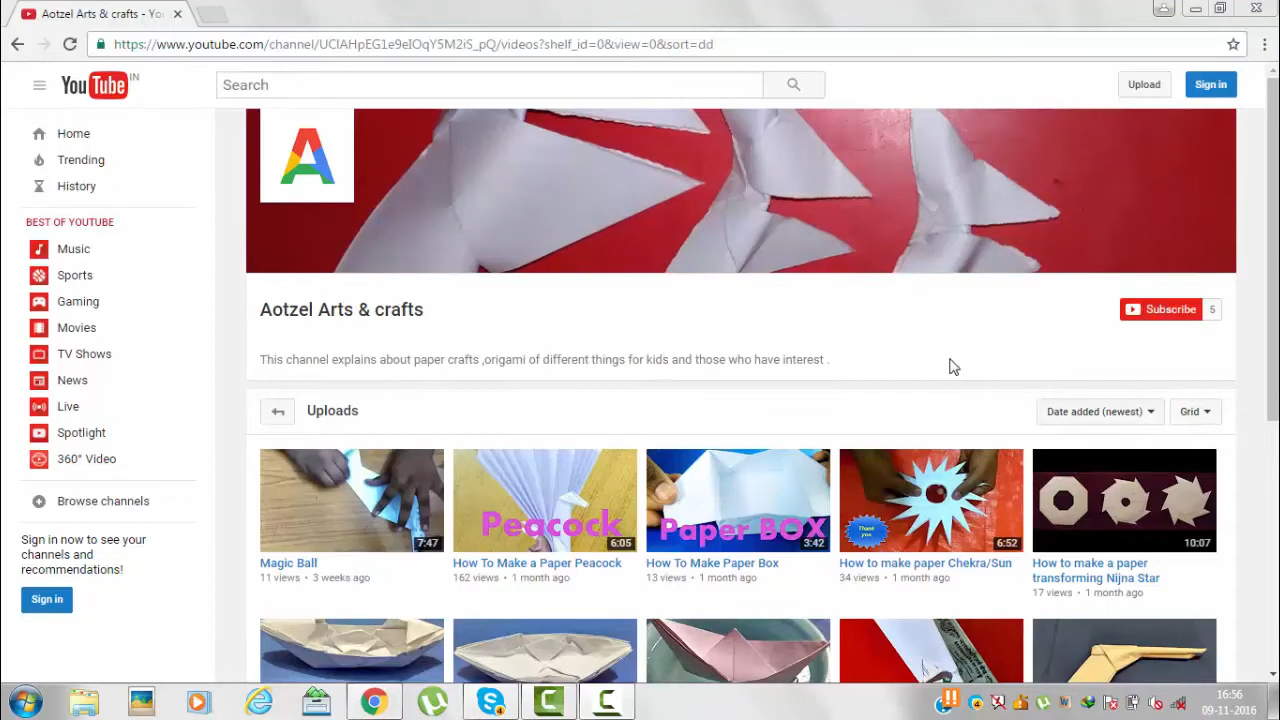 Aotzel Arts & crafts - Yo
https://www.youtube.com/channel/UClAHpEG1e9eIOqY5M2iS_pQ/videos?shelf_id=0&view=0&sort=dd
YouTube IN
Search
Upload
Sign in
Home
Trending
History
BEST OF YOUTUBE
Music
Sports
Gaming
Movies
TV Shows
News
Live
Spotlight
360° Video
Browse channels
Sign in now to see your
channels and
recommendations!
Sign in
A
Aotzel Arts & crafts
Subscribe 5
This channel explains about paper crafts ,origami of different things for kids and those who have interest .
Uploads
Date added (newest)
Grid
7:47
Magic Ball
11 views • 3 weeks ago
Peacock
6:05
How To Make a Paper Peacock
162 views • 1 month ago
Paper BOX
3:42
How To Make Paper Box
13 views • 1 month ago
Thank
you
6:52
How to make paper Chekra/Sun
34 views • 1 month ago
10:07
How to make a paper
transforming Nijna Star
17 views • 1 month ago
16:56
09-11-2016